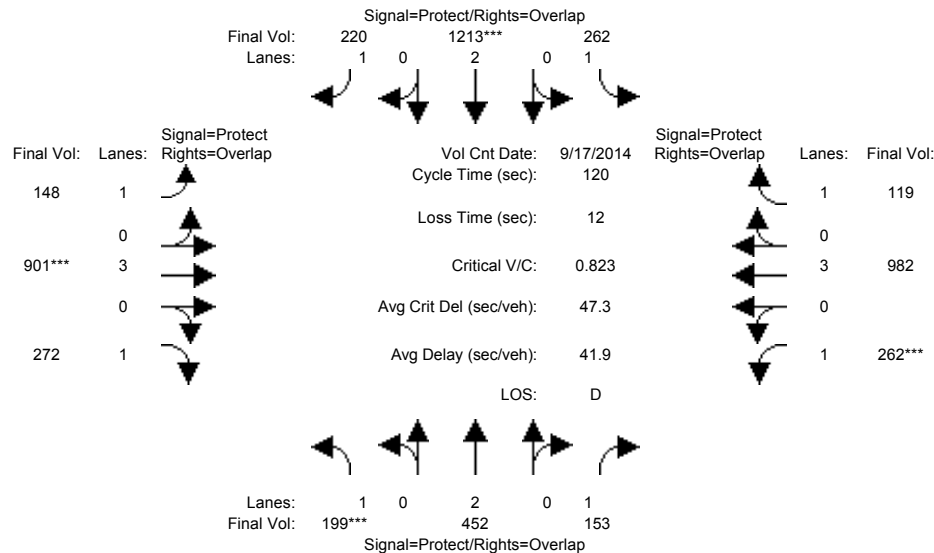 Signal=Protect/Rights=Overlap
Final Vol: 220 1213*** 262
Lanes: 1 0 2 0 1
Signal=Protect Signal=Protect
Final Vol: Lanes: Rights=Overlap Vol Cnt Date: 9/17/2014 Rights=Overlap Lanes: Final Vol:
Cycle Time (sec): 120
148 1 1 119
Loss Time (sec): 12
0 0
901*** 3 Critical V/C: 0.823 3 982
0 Avg Crit Del (sec/veh): 47.3 0
272 1 Avg Delay (sec/veh): 41.9 1 262***
LOS: D
Lanes: 1 0 2 0 1
Final Vol: 199*** 452 153
Signal=Protect/Rights=Overlap